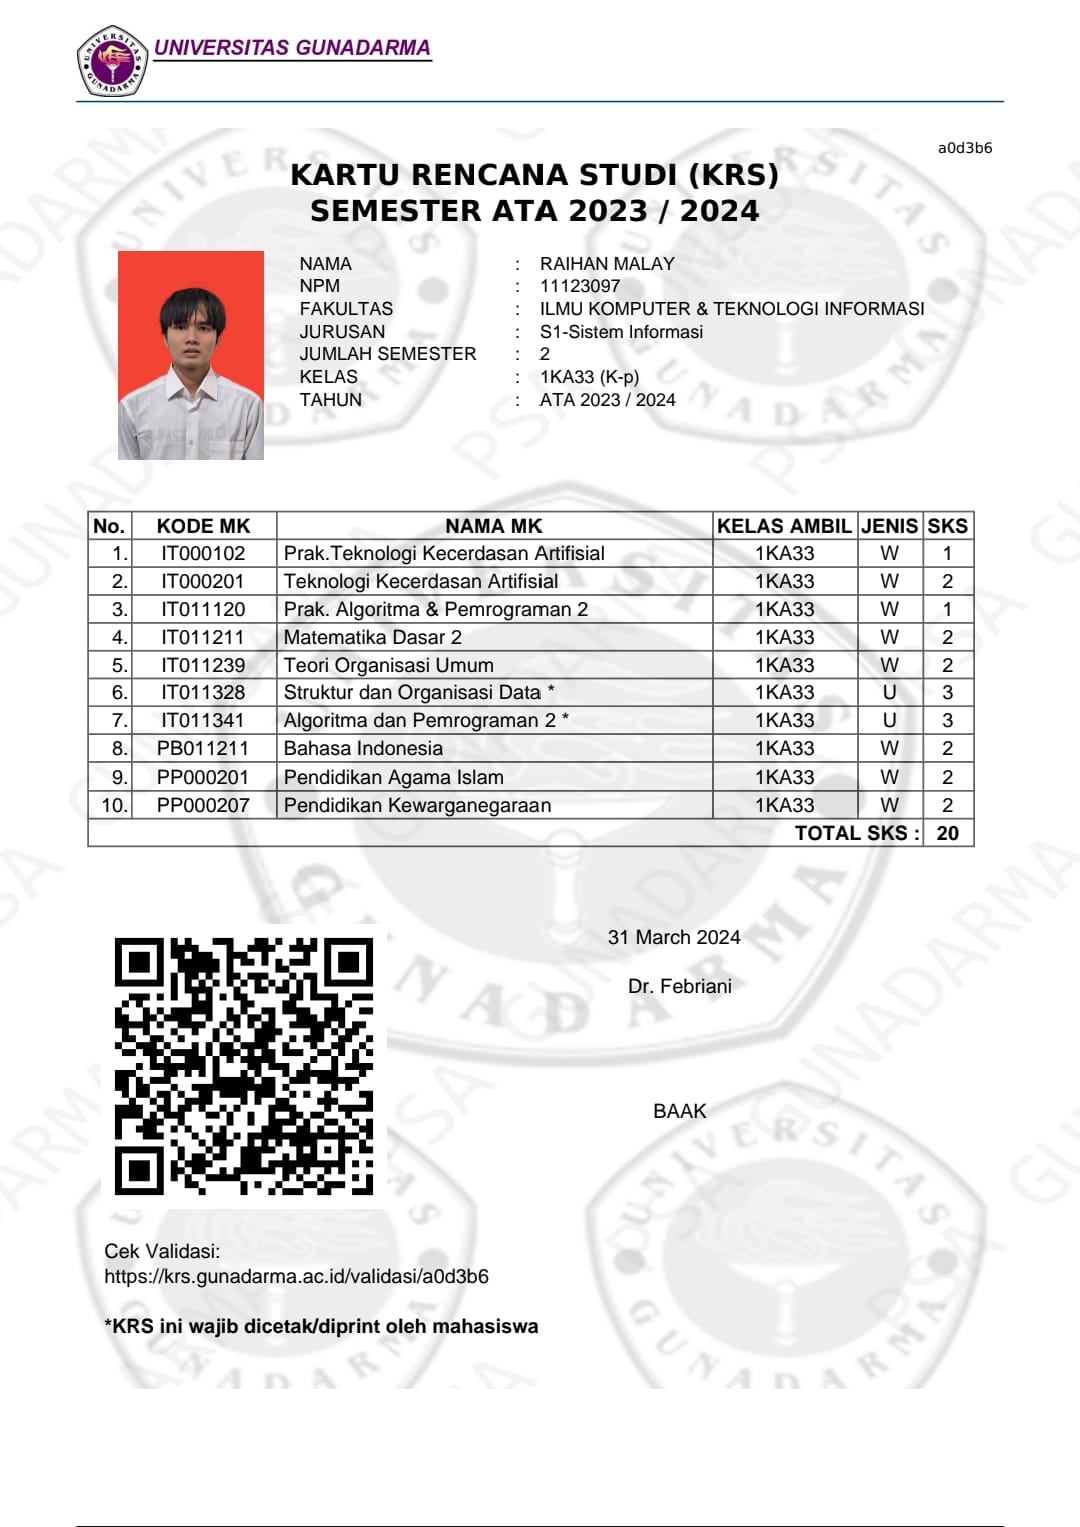 UNIVERSITAS GUNADARMA
UNIVERSITAS GUNADARMA
a0d3b6
KARTU RENCANA STUDI (KRS)
SEMESTER ATA 2023 / 2024
NAMA : RAIHAN MALAY
NPM : 11123097
FAKULTAS : ILMU KOMPUTER & TEKNOLOGI INFORMASI
JURUSAN : S1-Sistem Informasi
JUMLAH SEMESTER : 2
KELAS : 1KA33 (K-p)
TAHUN : ATA 2023 / 2024
No. KODE MK NAMA MK KELAS AMBIL JENIS SKS
1. IT000102 Prak.Teknologi Kecerdasan Artifisial 1KA33 W 1
2. IT000201 Teknologi Kecerdasan Artifisial 1KA33 W 2
3. IT011120 Prak. Algoritma & Pemrograman 2 1KA33 W 1
4. IT011211 Matematika Dasar 2 1KA33 W 2
5. IT011239 Teori Organisasi Umum 1KA33 W 2
6. IT011328 Struktur dan Organisasi Data * 1KA33 U 3
7. IT011341 Algoritma dan Pemrograman 2 * 1KA33 U 3
8. PB011211 Bahasa Indonesia 1KA33 W 2
9. PP000201 Pendidikan Agama Islam 1KA33 W 2
10. PP000207 Pendidikan Kewarganegaraan 1KA33 W 2
TOTAL SKS : 20
31 March 2024
Dr. Febriani
BAAK
Cek Validasi:
https://krs.gunadarma.ac.id/validasi/a0d3b6
*KRS ini wajib dicetak/diprint oleh mahasiswa